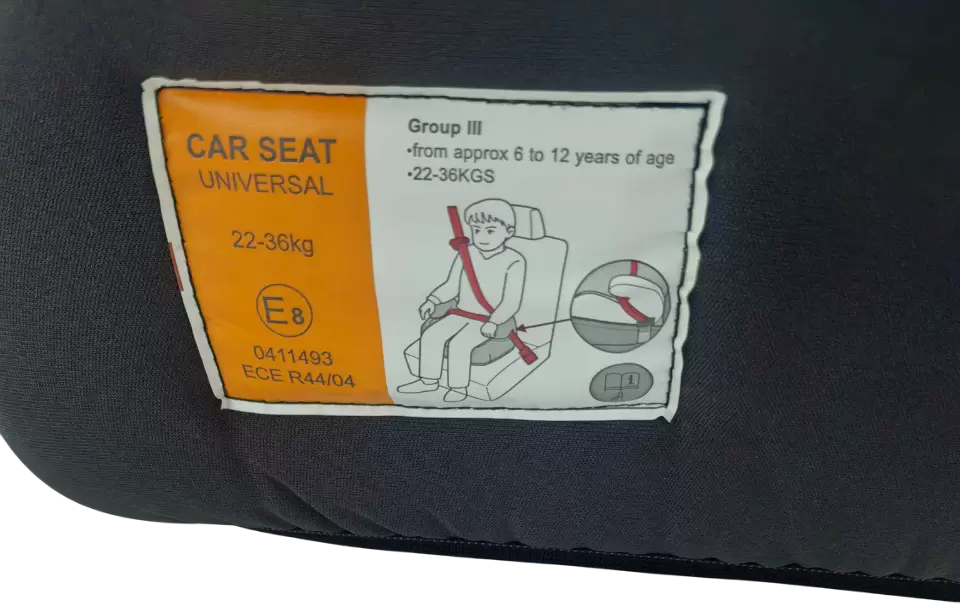 CAR SEAT
UNIVERSAL
22-36kg
E8
0411493
ECE R44/04
Group III
•from approx 6 to 12 years of age
•22-36KGS